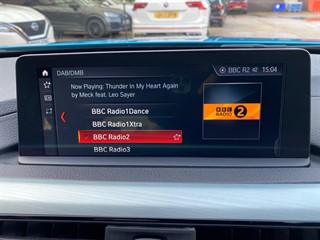 DAB/DMB
BBC R2
15:04
Now Playing: Thunder In My Heart Again
by Meck feat. Leo Sayer
BBC Radio1Dance
BBC Radio1Xtra
BBC Radio2
BBC Radio3
BBC
RADIO 2